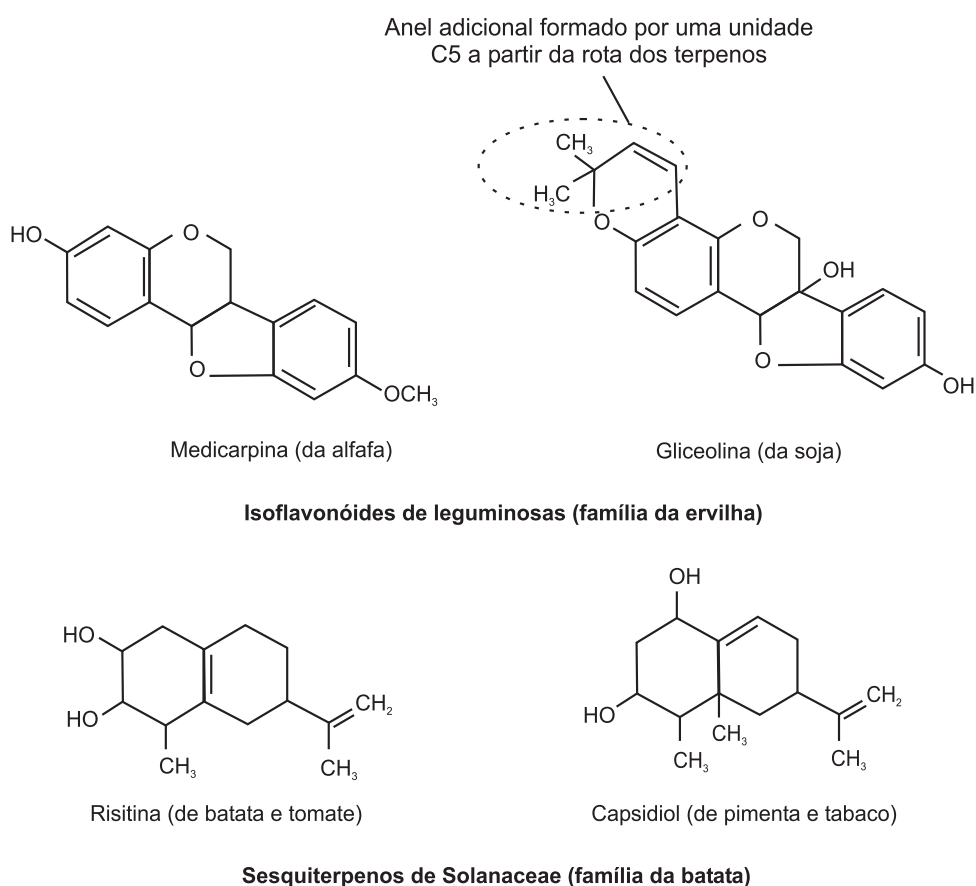 Anel adicional formado por uma unidade
C5 a partir da rota dos terpenos
CH₃
H₃C
O
O
OH
O
OH
HO
O
O
OCH₃
Medicarpina (da alfafa)
Gliceolina (da soja)
Isoflavonóides de leguminosas (família da ervilha)
HO
HO
CH₃
CH₂
CH₃
OH
HO
CH₃
CH₃
CH₂
CH₃
Risitina (de batata e tomate)
Capsidiol (de pimenta e tabaco)
Sesquiterpenos de Solanaceae (família da batata)